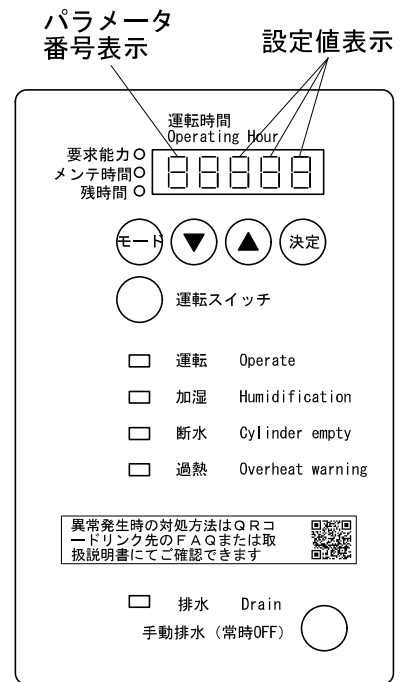 パラメータ
番号表示
設定値表示
運転時間
Operating Hour
要求能力
メンテ時間
残時間
88888
モード
▼
▲
決定
運転スイッチ
運転 Operate
加湿 Humidification
断水 Cylinder empty
過熱 Overheat warning
異常発生時の対処方法はQRコ
ードリンク先のFAQまたは取
扱説明書にてご確認できます
排水 Drain
手動排水（常時OFF）